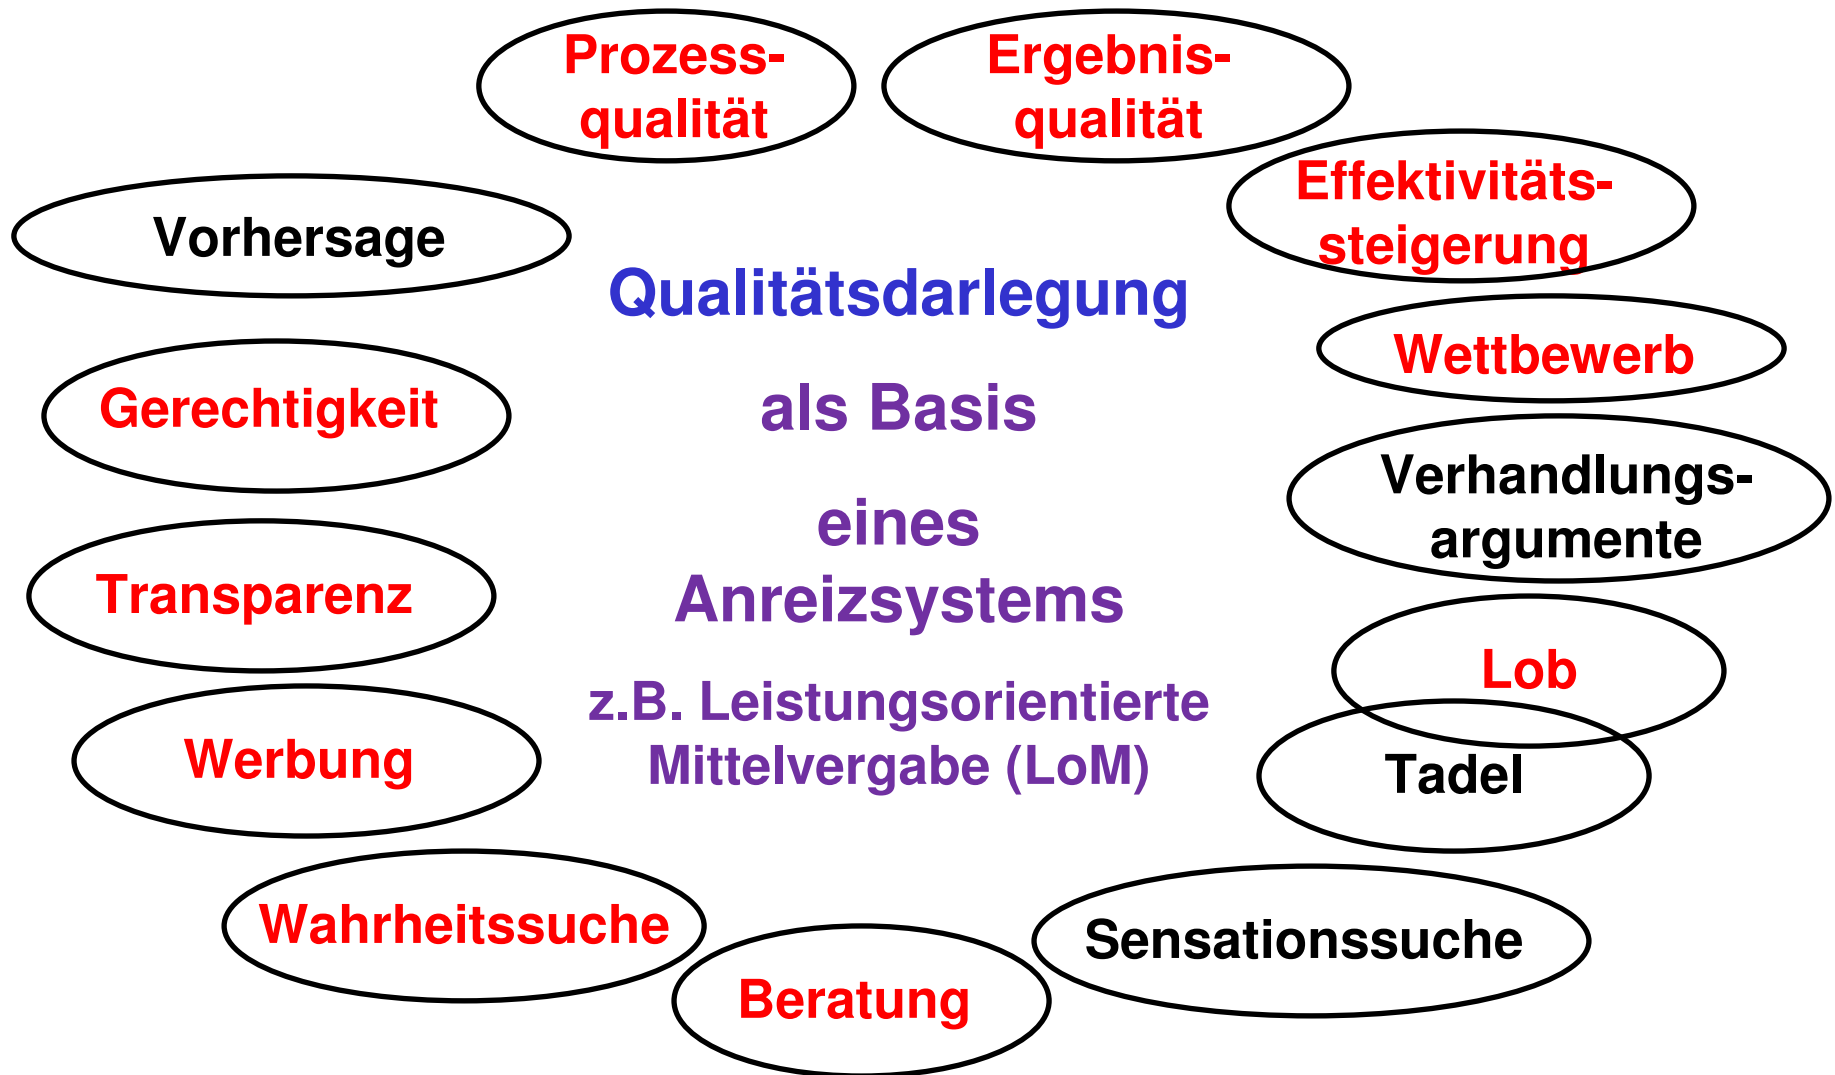 Prozess-
qualität
Ergebnis-
qualität
Effektivitäts-
steigerung
Vorhersage
Qualitätsdarlegung
Wettbewerb
Gerechtigkeit
als Basis
Verhandlungs-
argumente
eines
Anreizsystems
Transparenz
Lob
z.B. Leistungsorientierte
Mittelvergabe (LoM)
Werbung
Tadel
Wahrheitssuche
Sensationssuche
Beratung